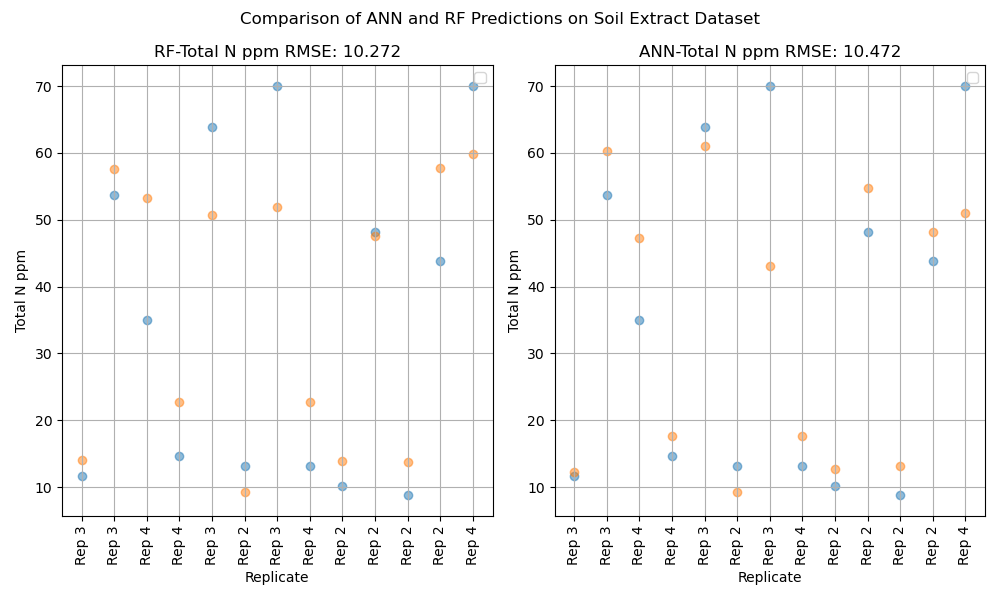 Comparison of ANN and RF Predictions on Soil Extract Dataset
RF-Total N ppm RMSE: 10.272
Total N ppm
70
60
50
40
30
20
10
Rep 3
Rep 3
Rep 4
Rep 4
Rep 3
Rep 2
Rep 3
Rep 4
Rep 2
Rep 2
Rep 2
Rep 2
Rep 4
Replicate
ANN-Total N ppm RMSE: 10.472
Total N ppm
70
60
50
40
30
20
10
Rep 3
Rep 3
Rep 4
Rep 4
Rep 3
Rep 2
Rep 3
Rep 4
Rep 2
Rep 2
Rep 2
Rep 2
Rep 4
Replicate